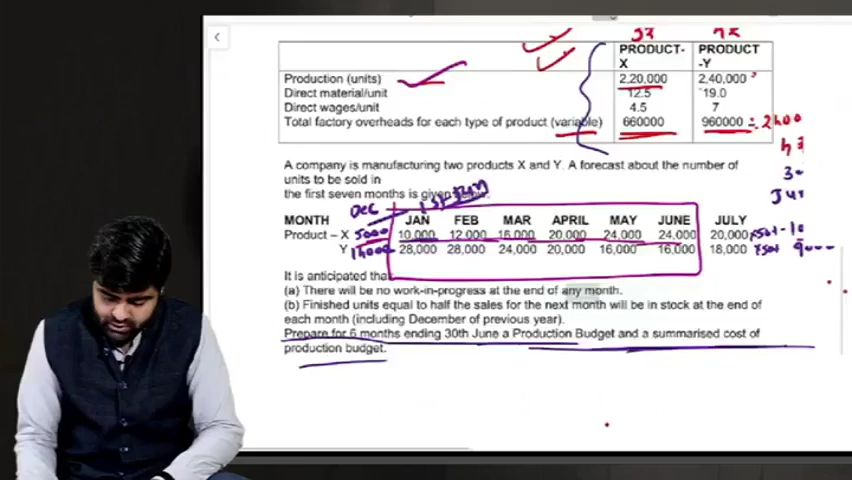 PRODUCT-X PRODUCT-Y
Production (units) 2,20,000 2,40,000
Direct material/unit 12.5 19.0
Direct wages/unit 4.5 7
Total factory overheads for each type of product (variable) 660000 960000
A company is manufacturing two products X and Y. A forecast about the number of
units to be sold in
the first seven months is given below:
DEC 1st Jan
MONTH JAN FEB MAR APRIL MAY JUNE JULY
Product – X 5000 10,000 12,000 16,000 20,000 24,000 24,000 20,000
Y 14000 28,000 28,000 24,000 20,000 16,000 16,000 18,000
It is anticipated that
(a) There will be no work-in-progress at the end of any month.
(b) Finished units equal to half the sales for the next month will be in stock at the end of
each month (including December of previous year).
Prepare for 6 months ending 30th June a Production Budget and a summarised cost of
production budget.